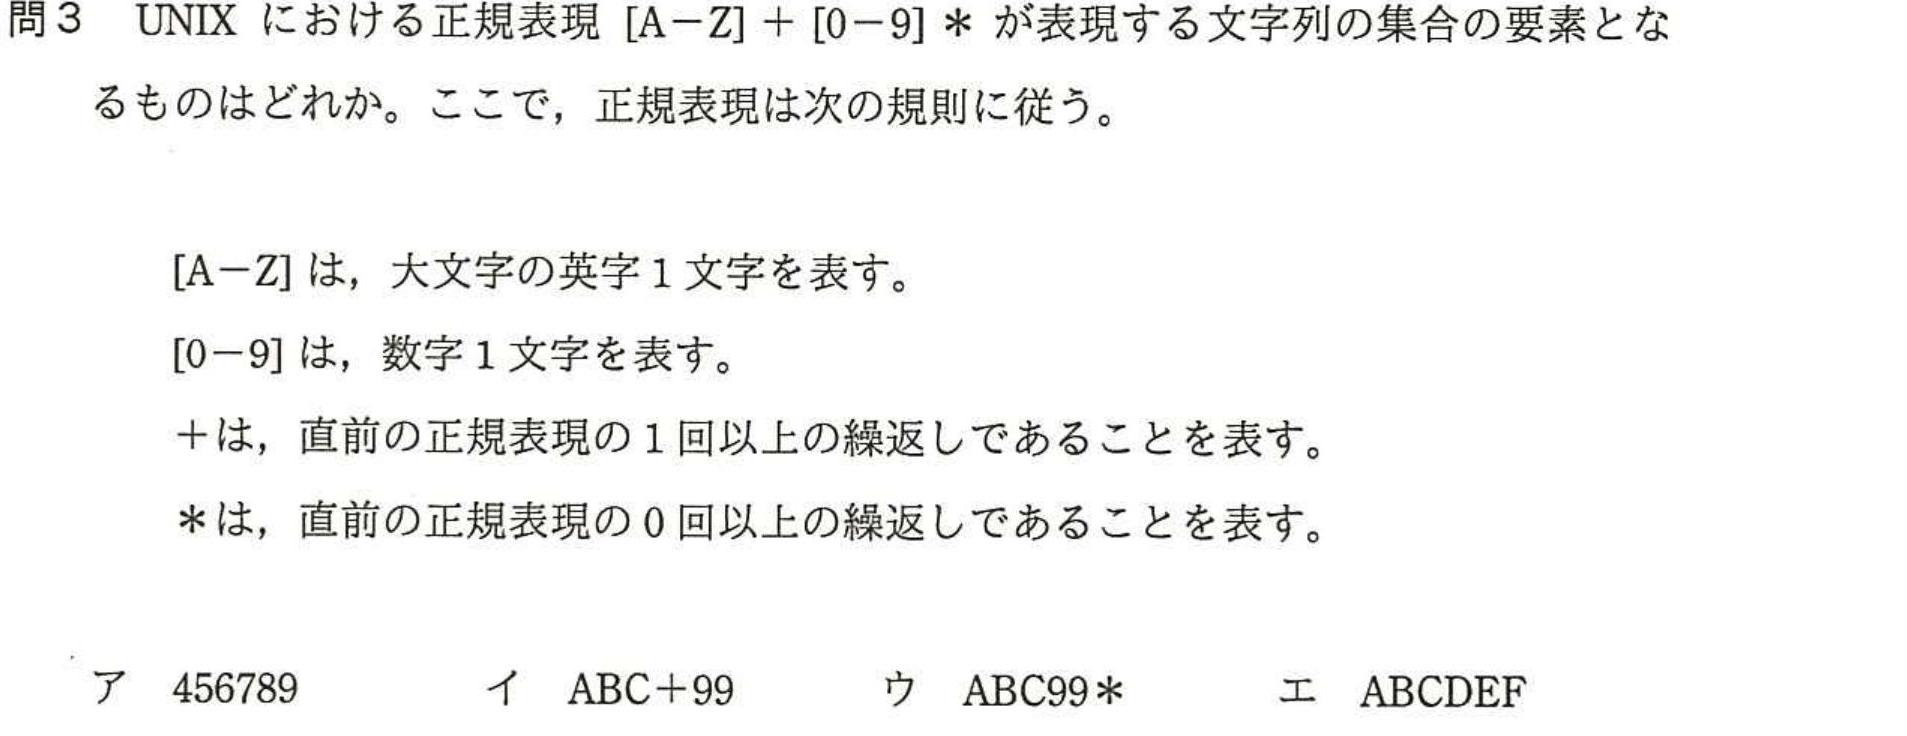 問3 UNIX における正規表現 [A−Z]+[0−9]* が表現する文字列の集合の要素とな
るものはどれか。ここで，正規表現は次の規則に従う。
[A−Z] は，大文字の英字 1 文字を表す。
[0−9] は，数字 1 文字を表す。
+は，直前の正規表現の 1 回以上の繰返しであることを表す。
*は，直前の正規表現の 0 回以上の繰返しであることを表す。
ア 456789 イ ABC+99 ウ ABC99* エ ABCDEF